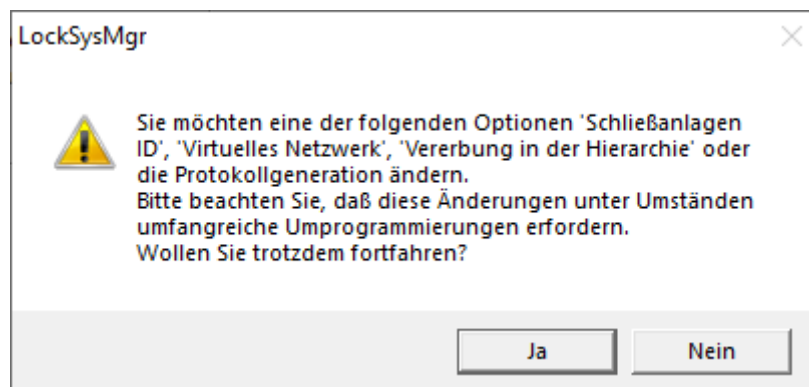 LockSysMgr
Sie möchten eine der folgenden Optionen 'Schließanlagen
ID', 'Virtuelles Netzwerk', 'Vererbung in der Hierarchie' oder
die Protokollgeneration ändern.
Bitte beachten Sie, daß diese Änderungen unter Umständen
umfangreiche Umprogrammierungen erfordern.
Wollen Sie trotzdem fortfahren?
Ja
Nein